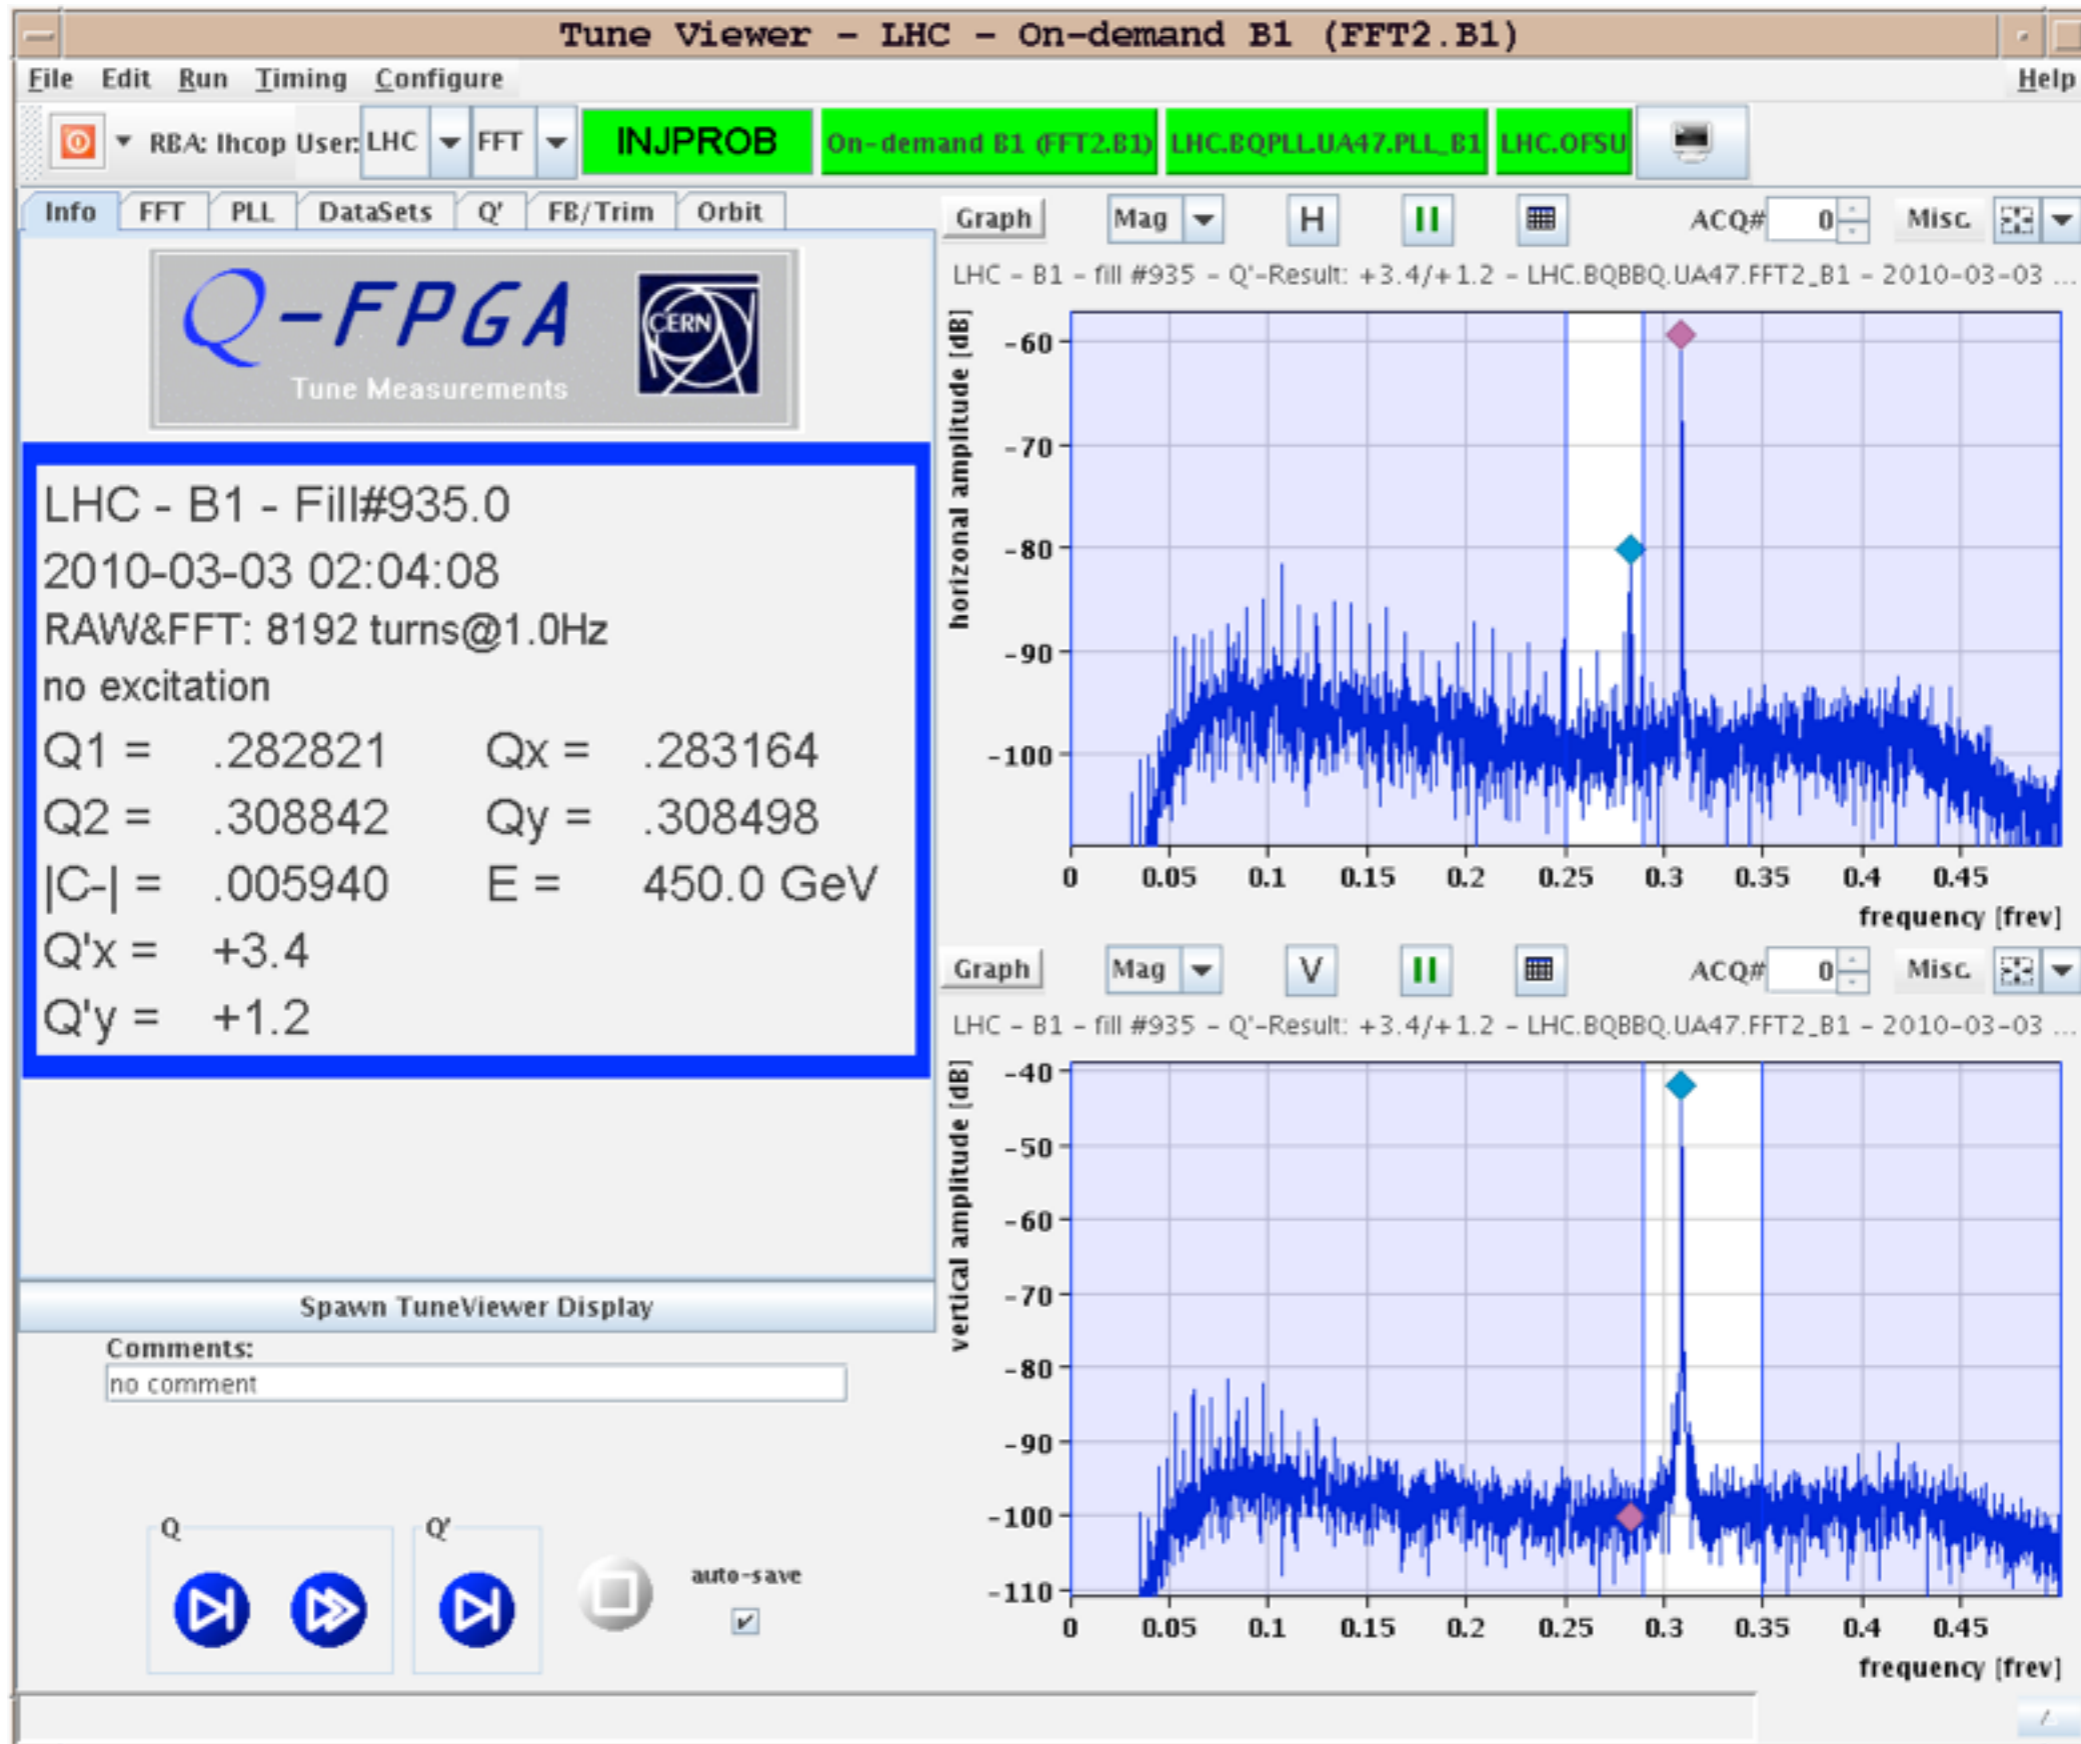 Tune Viewer - LHC - On-demand B1 (FFT2.B1)
File Edit Run Timing Configure Help
RBA: lhcop User: LHC FFT INJPROB On-demand B1 (FFT2.B1) LHC.BQPLL.UA47.PLL_B1 LHC.OFSU
Info FFT PLL DataSets Q' FB/Trim Orbit
Q-FPGA
Tune Measurements
CERN
LHC - B1 - Fill#935.0
2010-03-03 02:04:08
RAW&FFT: 8192 turns@1.0Hz
no excitation
Q1 = .282821 Qx = .283164
Q2 = .308842 Qy = .308498
|C-| = .005940 E = 450.0 GeV
Q'x = +3.4
Q'y = +1.2
Spawn TuneViewer Display
Comments:
no comment
Q Q'
auto-save
Graph Mag H ACQ# 0 Misc.
LHC - B1 - fill #935 - Q'-Result: +3.4/+1.2 - LHC.BQBBQ.UA47.FFT2_B1 - 2010-03-03 ...
horizonal amplitude [dB]
-60
-70
-80
-90
-100
0 0.05 0.1 0.15 0.2 0.25 0.3 0.35 0.4 0.45
frequency [frev]
Graph Mag V ACQ# 0 Misc.
LHC - B1 - fill #935 - Q'-Result: +3.4/+1.2 - LHC.BQBBQ.UA47.FFT2_B1 - 2010-03-03 ...
vertical amplitude [dB]
-40
-50
-60
-70
-80
-90
-100
-110
0 0.05 0.1 0.15 0.2 0.25 0.3 0.35 0.4 0.45
frequency [frev]